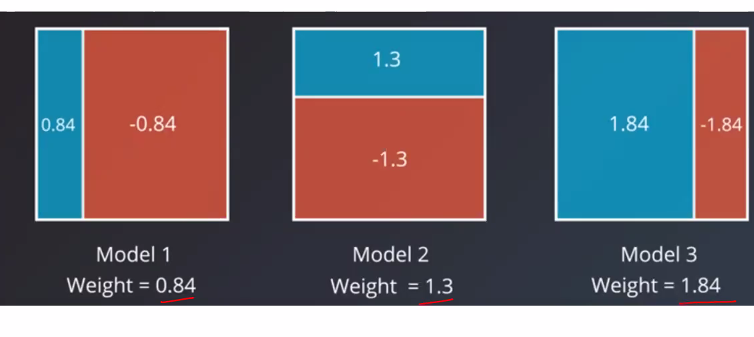 0.84
-0.84
1.3
-1.3
1.84
-1.84
Model 1
Weight = 0.84
Model 2
Weight = 1.3
Model 3
Weight = 1.84